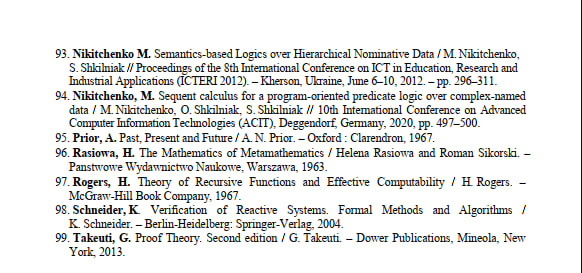 93. Nikitchenko M. Semantics-based Logics over Hierarchical Nominative Data / M. Nikitchenko,
S. Shkilniak // Proceedings of the 8th International Conference on ICT in Education, Research and
Industrial Applications (ICTERI 2012). – Kherson, Ukraine, June 6–10, 2012. – pp. 296–311.
94. Nikitchenko, M. Sequent calculus for a program-oriented predicate logic over complex-named
data / M. Nikitchenko, O. Shkilniak, S. Shkilniak // 10th International Conference on Advanced
Computer Information Technologies (ACIT), Deggendorf, Germany, 2020, pp. 497–500.
95. Prior, A. Past, Present and Future / A. N. Prior. – Oxford : Clarendron, 1967.
96. Rasiowa, H. The Mathematics of Metamathematics / Helena Rasiowa and Roman Sikorski. –
Panstwowe Wydawnictwo Naukowe, Warszawa, 1963.
97. Rogers, H. Theory of Recursive Functions and Effective Computability / H. Rogers. –
McGraw-Hill Book Company, 1967.
98. Schneider, K. Verification of Reactive Systems. Formal Methods and Algorithms /
K. Schneider. – Berlin-Heidelberg: Springer-Verlag, 2004.
99. Takeuti, G. Proof Theory. Second edition / G. Takeuti. – Dower Publications, Mineola, New
York, 2013.